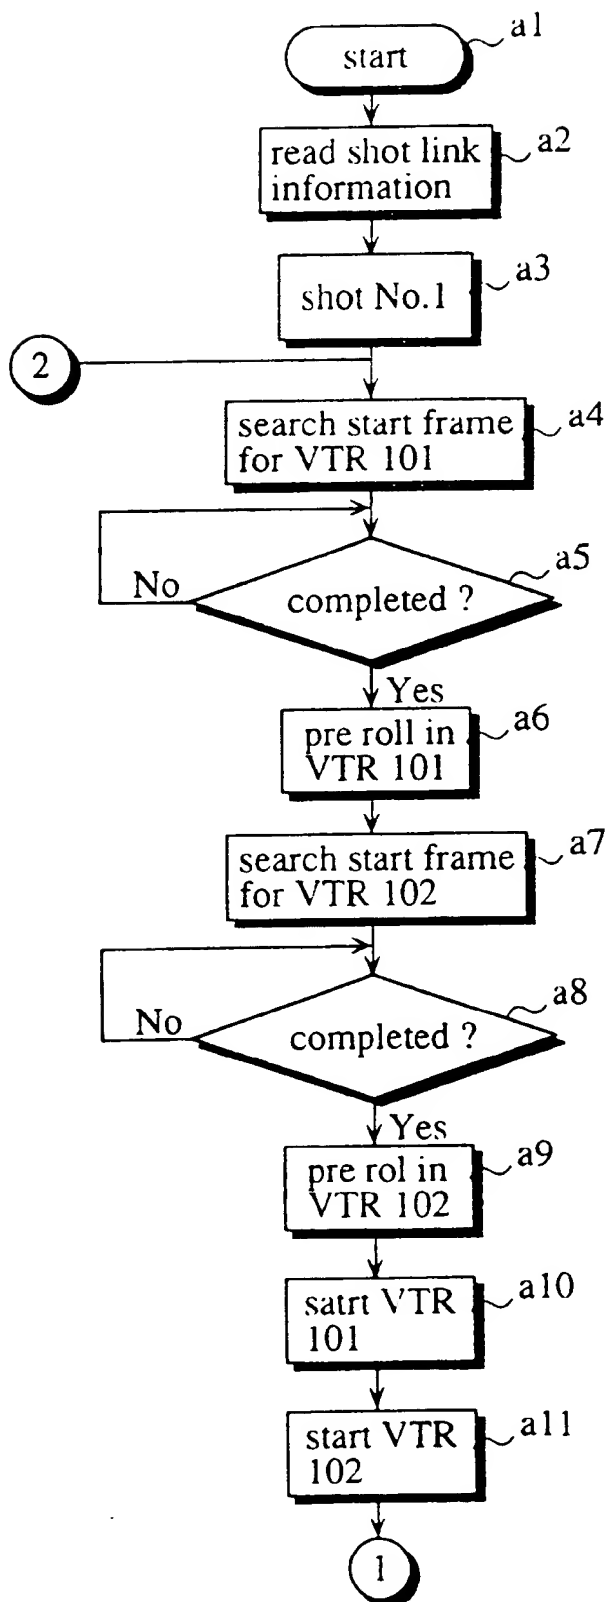 a1
start
a2
read shot link
information
a3
shot No.1
2
a4
search start frame
for VTR 101
a5
completed ?
No
Yes
a6
pre roll in
VTR 101
a7
search start frame
for VTR 102
a8
completed ?
No
Yes
a9
pre rol in
VTR 102
a10
satrt VTR
101
a11
start VTR
102
1